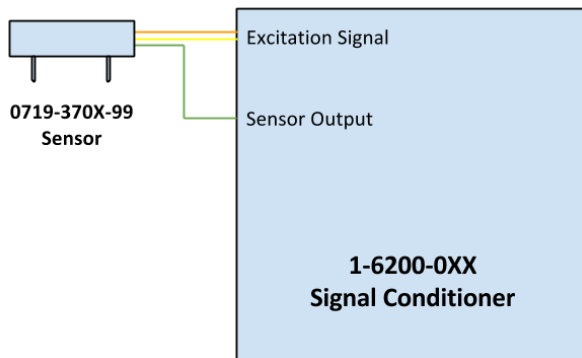 Excitation Signal
0719-370X-99
Sensor
Sensor Output
1-6200-0XX
Signal Conditioner